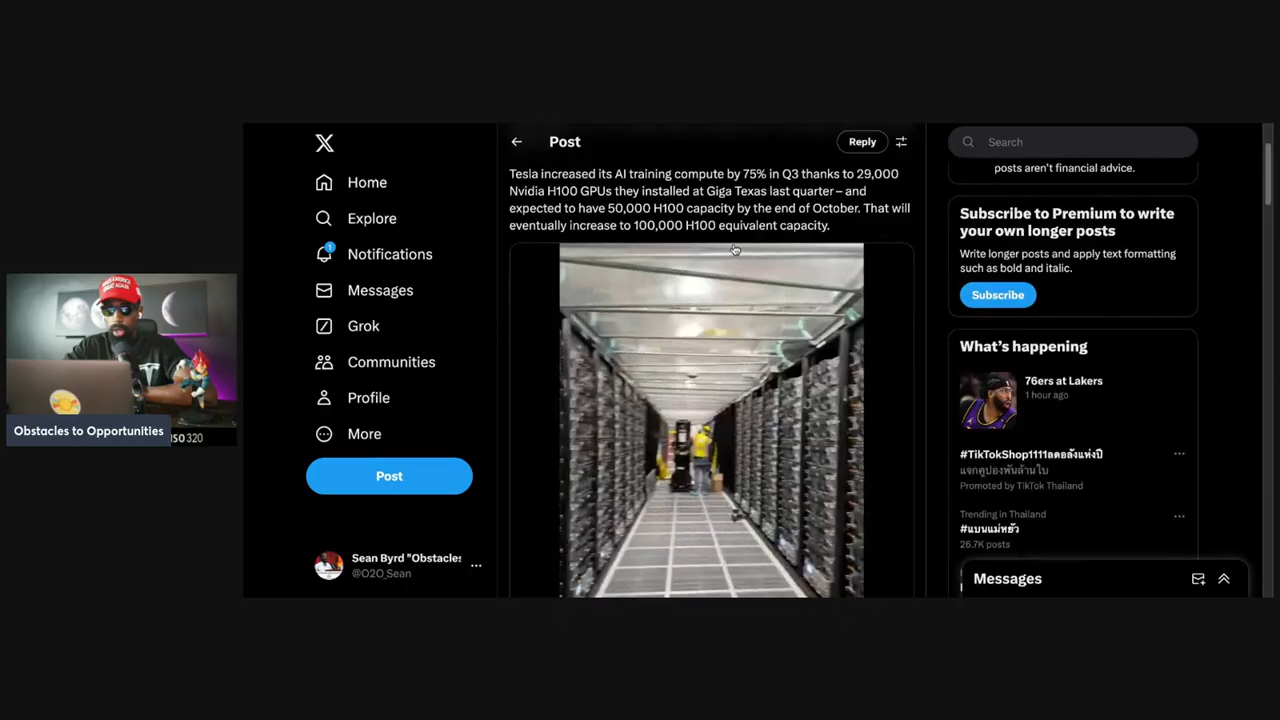 Post
Reply
Tesla increased its AI training compute by 75% in Q3 thanks to 29,000
Nvidia H100 GPUs they installed at Giga Texas last quarter – and
expected to have 50,000 H100 capacity by the end of October. That will
eventually increase to 100,000 H100 equivalent capacity.
Home
Explore
1
Notifications
Messages
Grok
Communities
Profile
More
Post
Sean Byrd "Obstacles
@O2O_Sean
Search
posts aren't financial advice.
Subscribe to Premium to write
your own longer posts
Write longer posts and apply text formatting
such as bold and italic.
Subscribe
What's happening
76ers at Lakers
1 hour ago
#TikTokShop1111ลดอลังแห่งปี
แจกคูปองพันล้านใบ
Promoted by TikTok Thailand
Trending in Thailand
#แบนแม่หยัว
26.7K posts
Messages
Obstacles to Opportunities
ISO 320